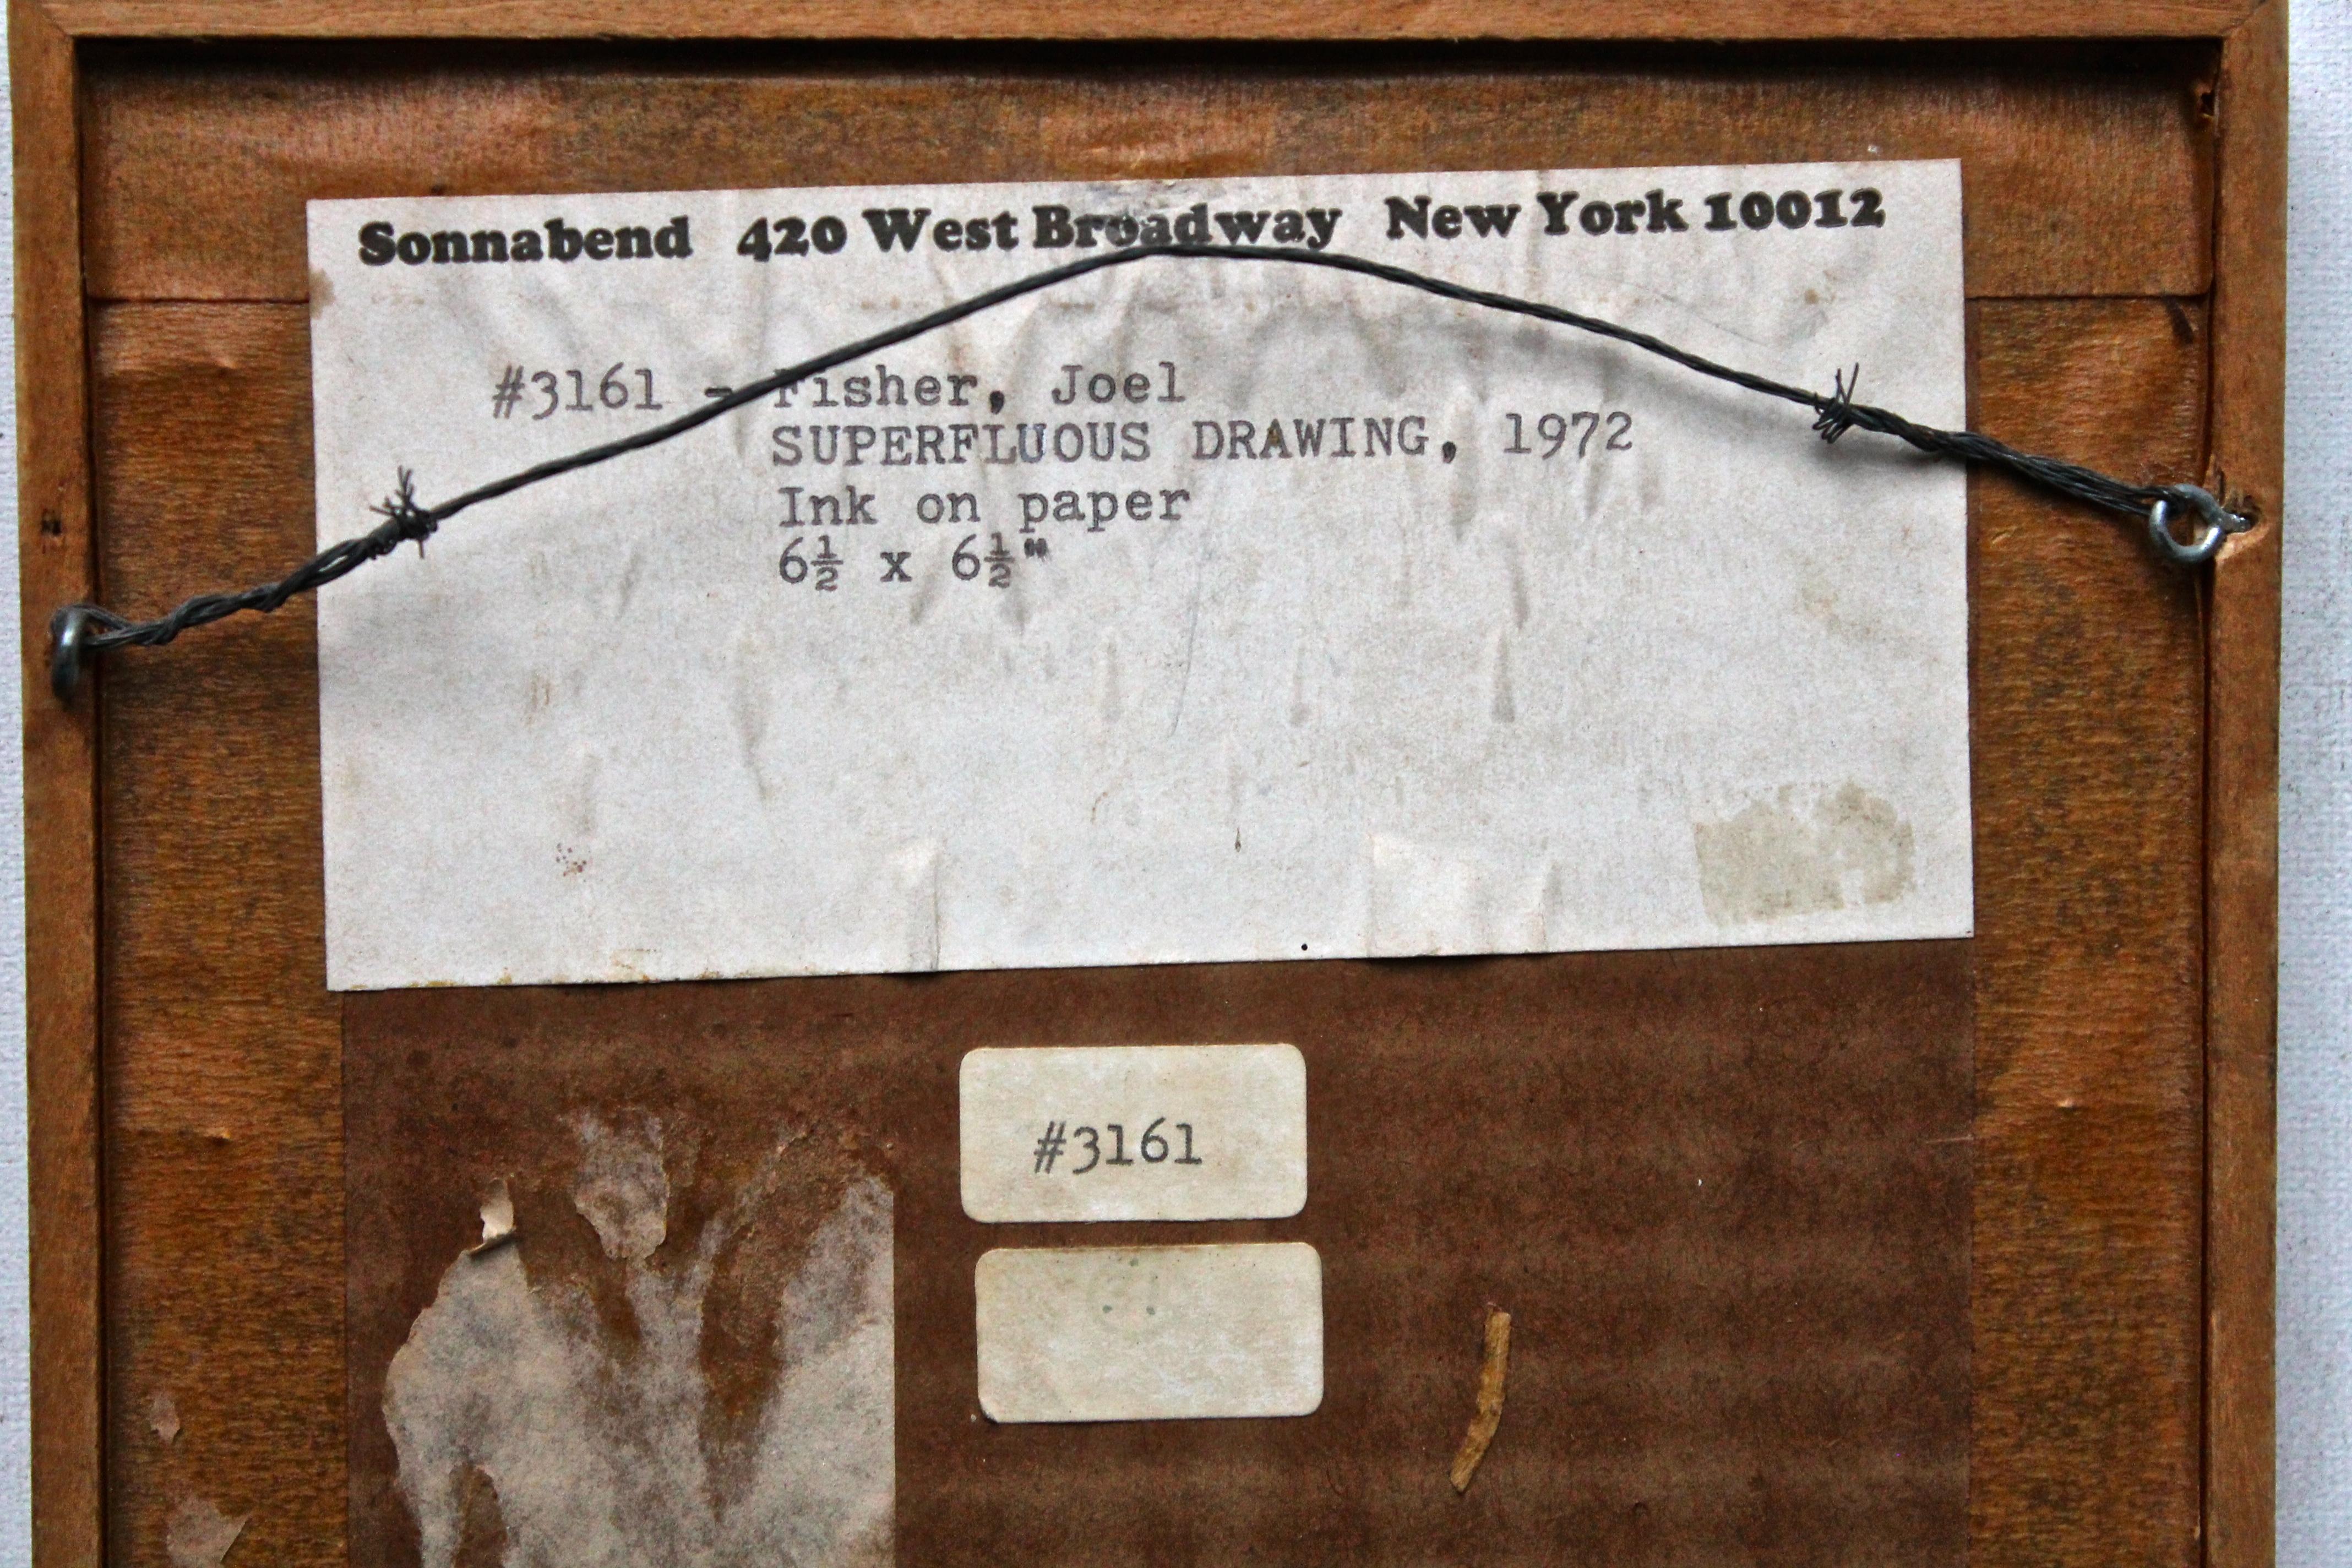 Sonnabend 420 West Broadway New York 10012
#3161 - Fisher, Joel
SUPERFLUOUS DRAWING, 1972
Ink on paper
6½ x 6½"
#3161